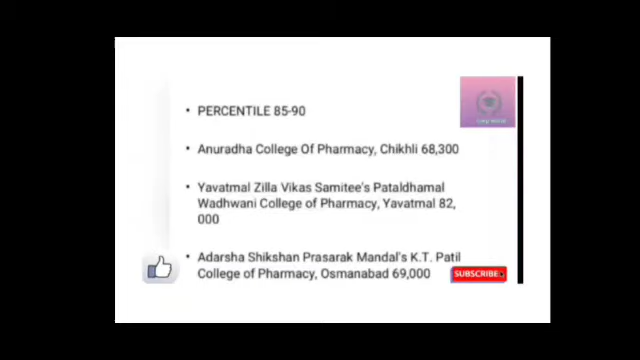 PERCENTILE 85-90
Anuradha College Of Pharmacy, Chikhli 68,300
Yavatmal Zilla Vikas Samitee's Pataldhamal
Wadhwani College of Pharmacy, Yavatmal 82,
000
Adarsha Shikshan Prasarak Mandal's K.T. Patil
College of Pharmacy, Osmanabad 69,000
SUBSCRIBE